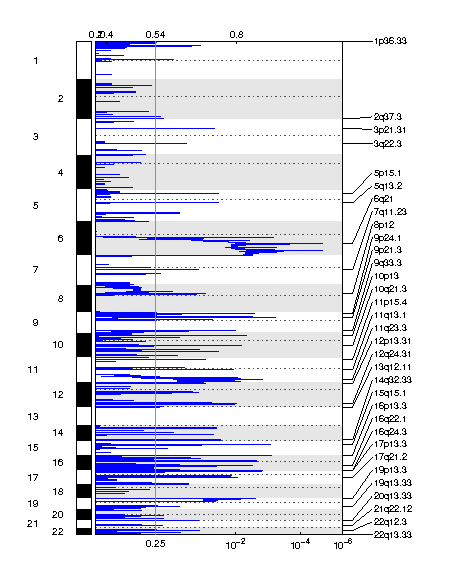 0.2 0.4 0.54 0.8
1
2
3
4
5
6
7
8
9
10
11
12
13
14
15
16
17
18
19
20
21
22
1p36.33
2q37.3
3p21.31
3q22.3
5p15.1
5q13.2
6q21
7q11.23
8p12
9p24.1
9p21.3
9q33.3
10p13
10q21.3
11p15.4
11q13.1
11q23.3
12p13.31
12q24.31
13q12.11
14q32.33
15q15.1
16p13.3
16q22.1
16q24.3
17p13.3
17q21.2
19p13.3
19q13.33
20q13.33
21q22.12
22q12.3
22q13.33
0.25 10⁻² 10⁻⁴ 10⁻⁶